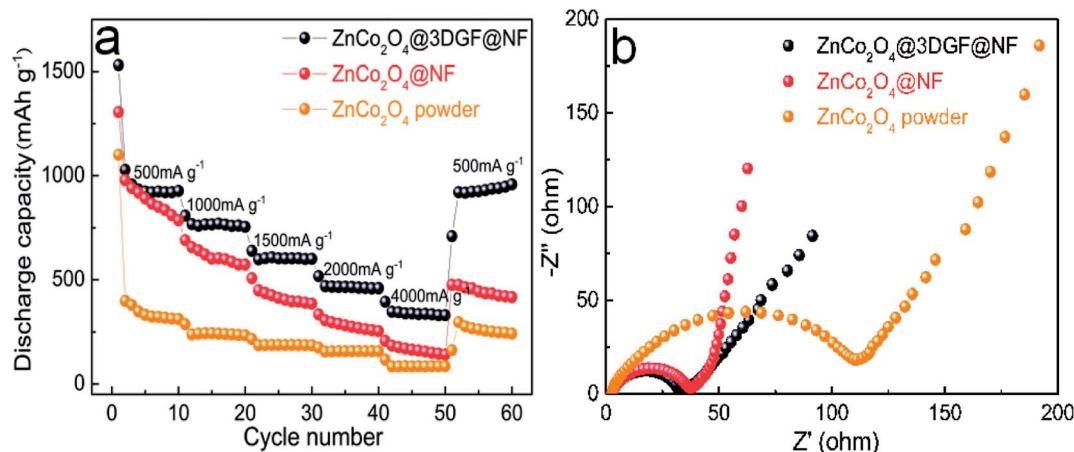 a
ZnCo₂O₄@3DGF@NF
ZnCo₂O₄@NF
ZnCo₂O₄ powder
500mA g⁻¹
1000mA g⁻¹
1500mA g⁻¹
2000mA g⁻¹
4000mA g⁻¹
500mA g⁻¹
Discharge capacity (mAh g⁻¹)
1500
1000
500
0
0 10 20 30 40 50 60
Cycle number
b
ZnCo₂O₄@3DGF@NF
ZnCo₂O₄@NF
ZnCo₂O₄ powder
-Z'' (ohm)
-200
-150
-100
-50
0
0 50 100 150 200
Z' (ohm)